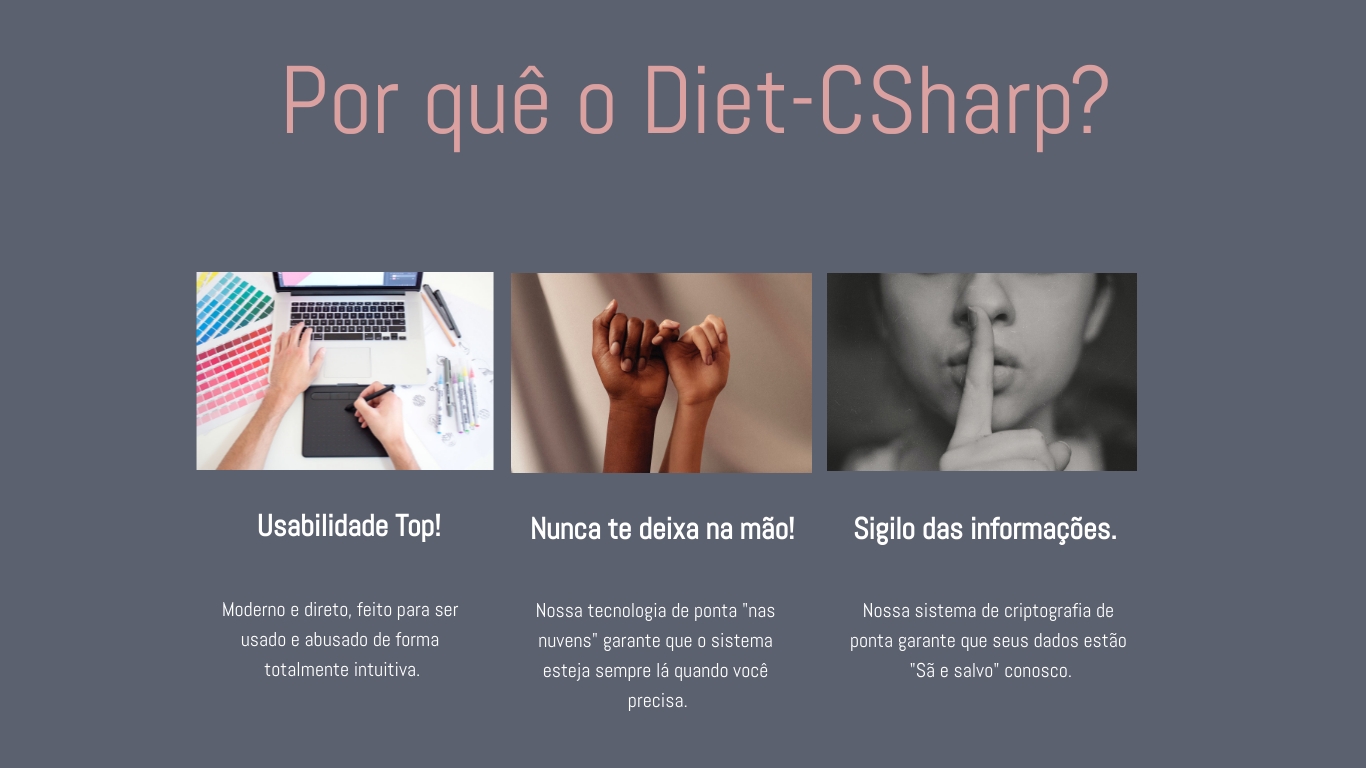 Por quê o Diet-CSharp?
Usabilidade Top!
Moderno e direto, feito para ser
usado e abusado de forma
totalmente intuitiva.
Nunca te deixa na mão!
Nossa tecnologia de ponta "nas
nuvens" garante que o sistema
esteja sempre lá quando você
precisa.
Sigilo das informações.
Nossa sistema de criptografia de
ponta garante que seus dados estão
"Sã e salvo" conosco.